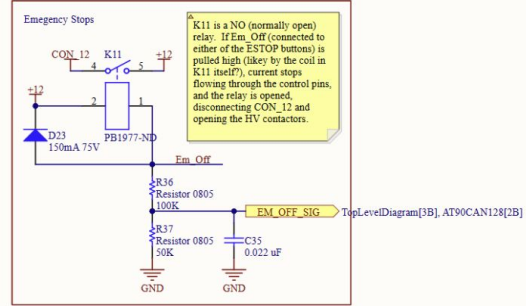 Emegency Stops
K11 is a NO (normally open)
relay. If Em_Off (connected to
either of the ESTOP buttons) is
pulled high (likey by the coil in
K11 itself?), current stops
flowing through the control pins,
and the relay is opened,
disconnecting CON_12 and
opening the HV contactors.
CON_12
K11
+12
4
5
+12
2
1
D23
150mA 75V
PB1977-ND
Em_Off
R36
Resistor 0805
100K
EM_OFF_SIG
TopLevelDiagram[3B], AT90CAN128[2B]
R37
Resistor 0805
50K
C35
0.022 uF
GND
GND